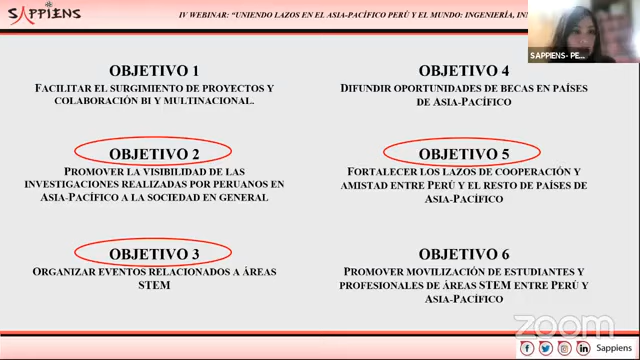 SAPPIENS
IV WEBINAR: “UNIENDO LAZOS EN EL ASIA-PACÍFICO PERÚ Y EL MUNDO: INGENIERÍA,
SAPPIENS- PE...
OBJETIVO 1
FACILITAR EL SURGIMIENTO DE PROYECTOS Y
COLABORACIÓN BI Y MULTINACIONAL.
OBJETIVO 2
PROMOVER LA VISIBILIDAD DE LAS
INVESTIGACIONES REALIZADAS POR PERUANOS EN
ASIA-PACÍFICO A LA SOCIEDAD EN GENERAL
OBJETIVO 3
ORGANIZAR EVENTOS RELACIONADOS A ÁREAS
STEM
OBJETIVO 4
DIFUNDIR OPORTUNIDADES DE BECAS EN PAÍSES
DE ASIA-PACÍFICO
OBJETIVO 5
FORTALECER LOS LAZOS DE COOPERACIÓN Y
AMISTAD ENTRE PERÚ Y EL RESTO DE PAÍSES DE
ASIA-PACÍFICO
OBJETIVO 6
PROMOVER MOVILIZACIÓN DE ESTUDIANTES Y
PROFESIONALES DE ÁREAS STEM ENTRE PERÚ Y
ASIA-PACÍFICO
zoom
Sappiens